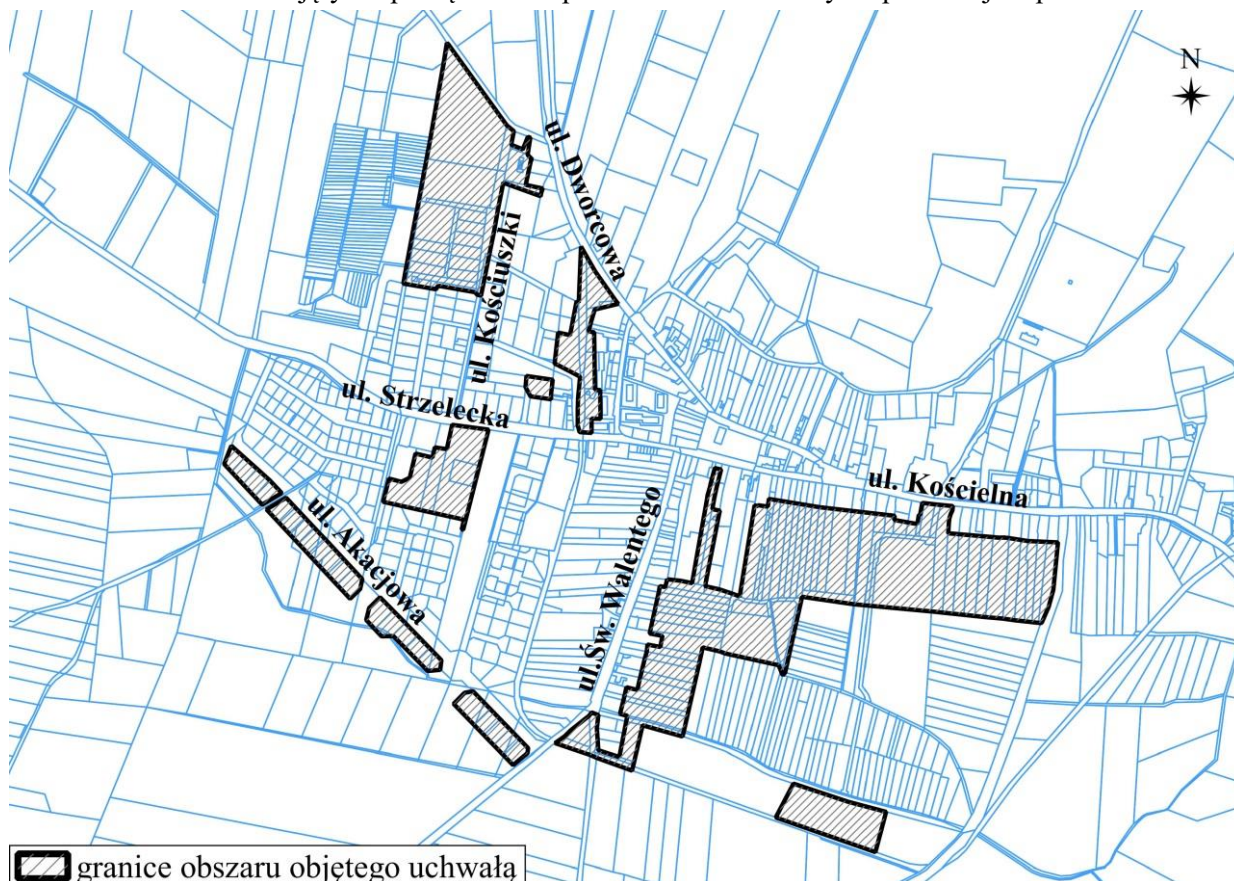 N
ul. Dworcowa
ul. Kościuszki
ul. Strzelecka
ul. Kościelna
ul. Akacjowa
ul.Św. Walentego
granice obszaru objętego uchwałą